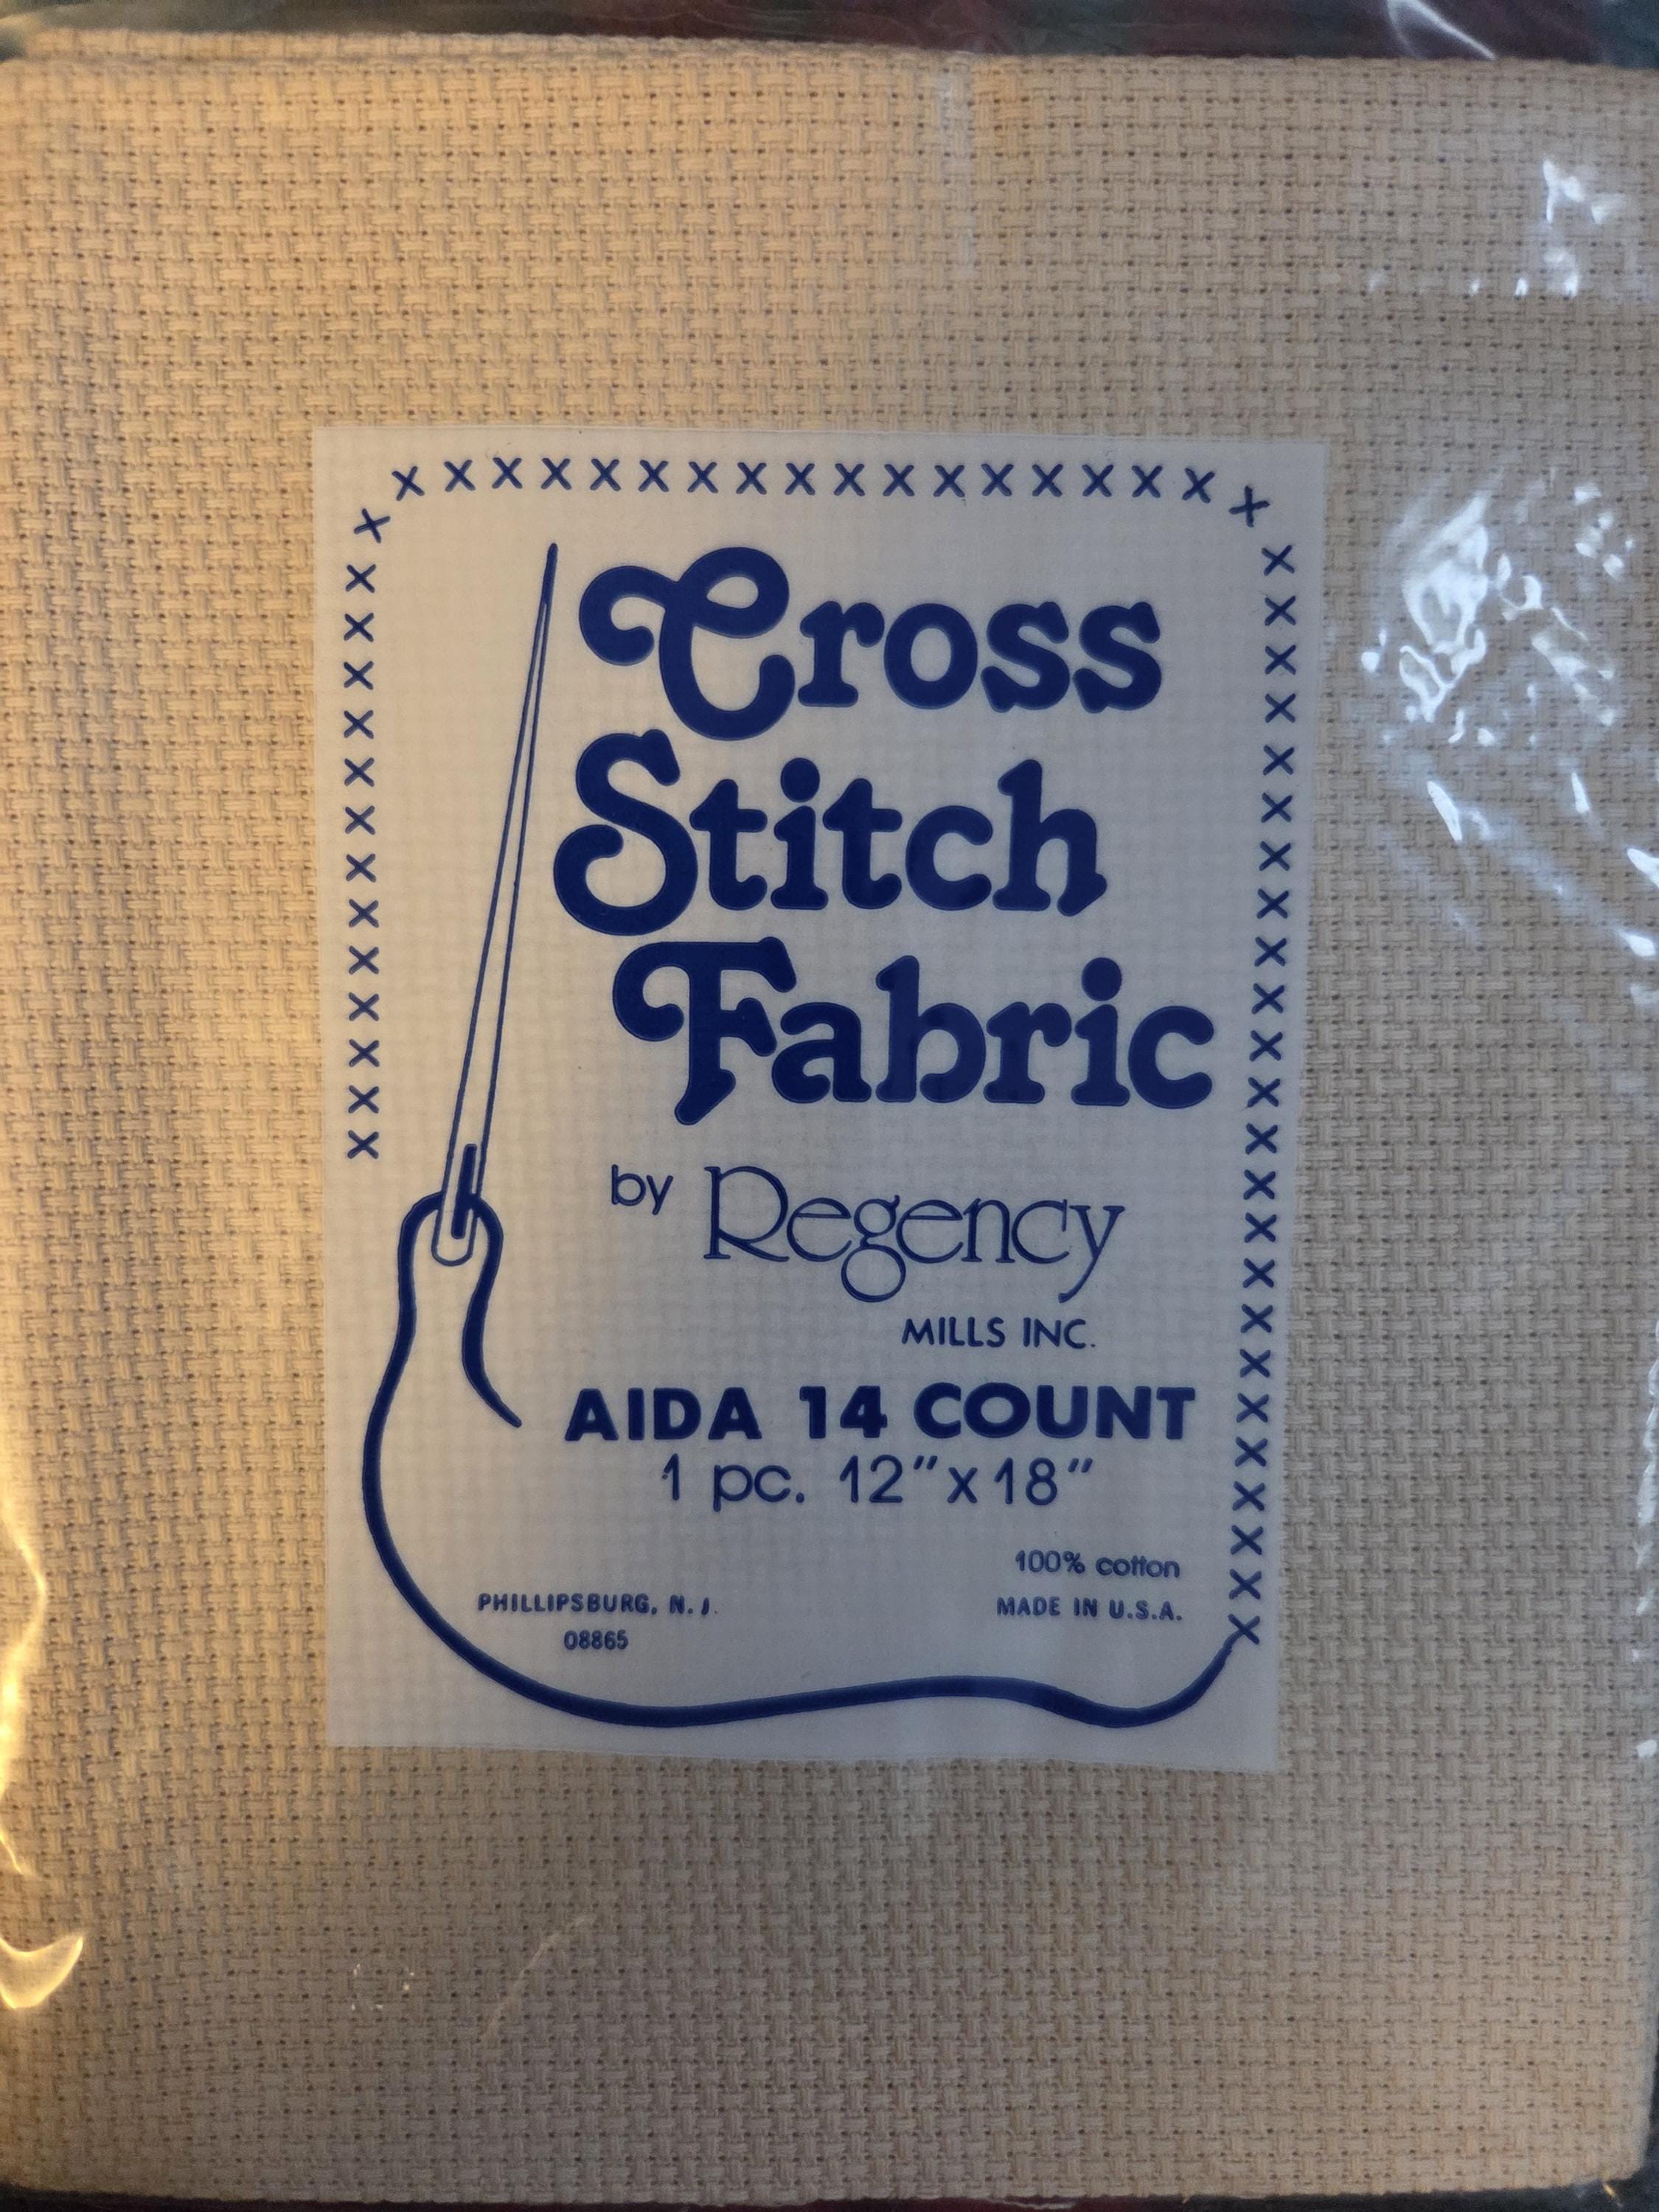 Cross
Stitch
Fabric
by Regency
MILLS INC.
AIDA 14 COUNT
1 pc. 12"x18"
100% cotton
PHILLIPSBURG, N.J.
MADE IN U.S.A.
08865